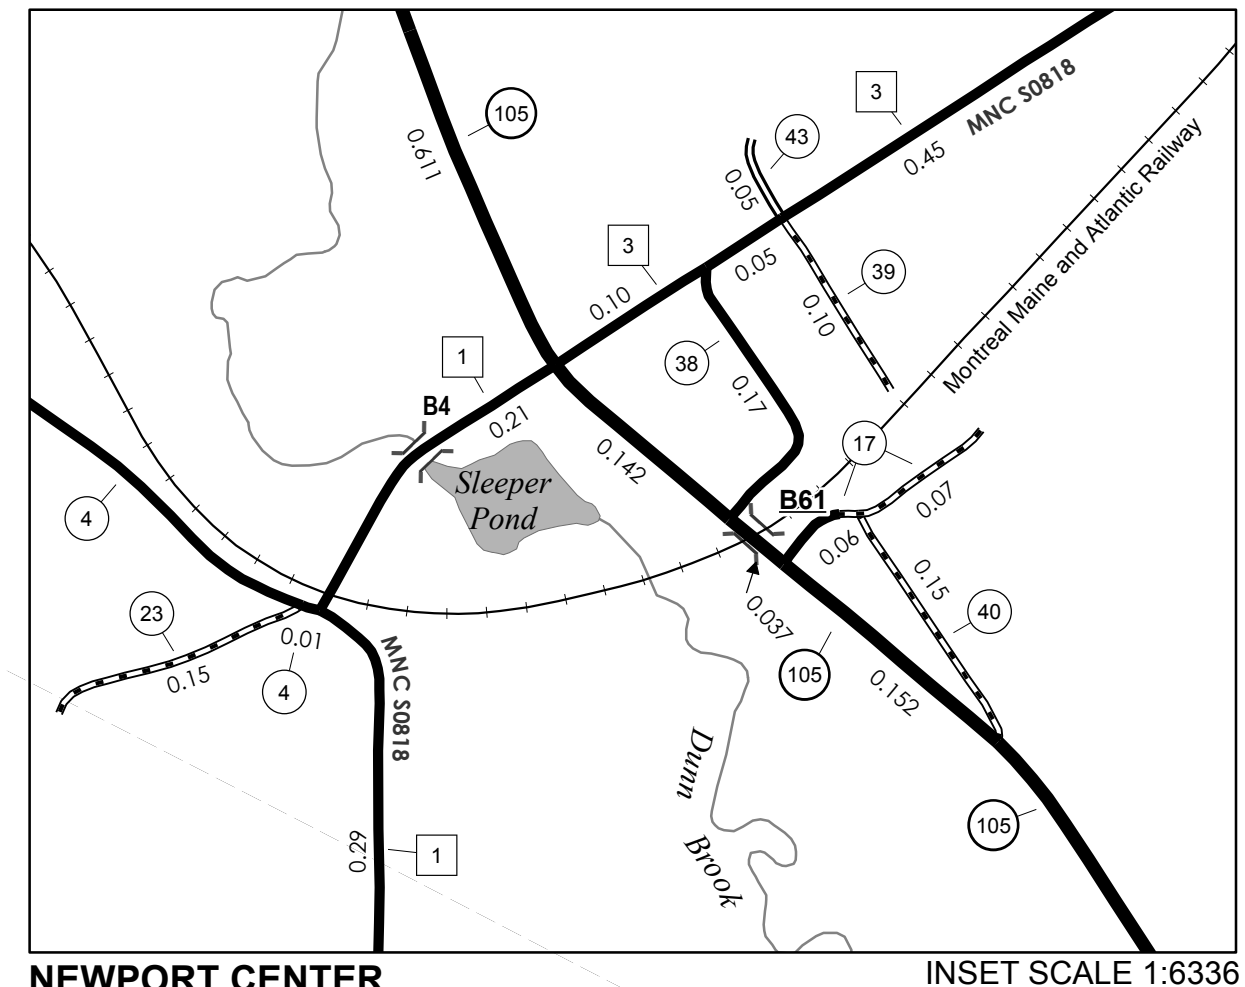 105
0.611
3
MNC S0818
0.45
43
0.05
3
0.05
39
0.10
0.10
1
38
B4
0.21
0.17
Montreal Maine and Atlantic Railway
0.142
17
Sleeper
Pond
4
B61
0.07
0.06
0.15
23
0.01
0.15
4
0.037
40
105
0.152
MNC S0818
Dunn
Brook
105
0.29
1
NEWPORT CENTER
INSET SCALE 1:6336